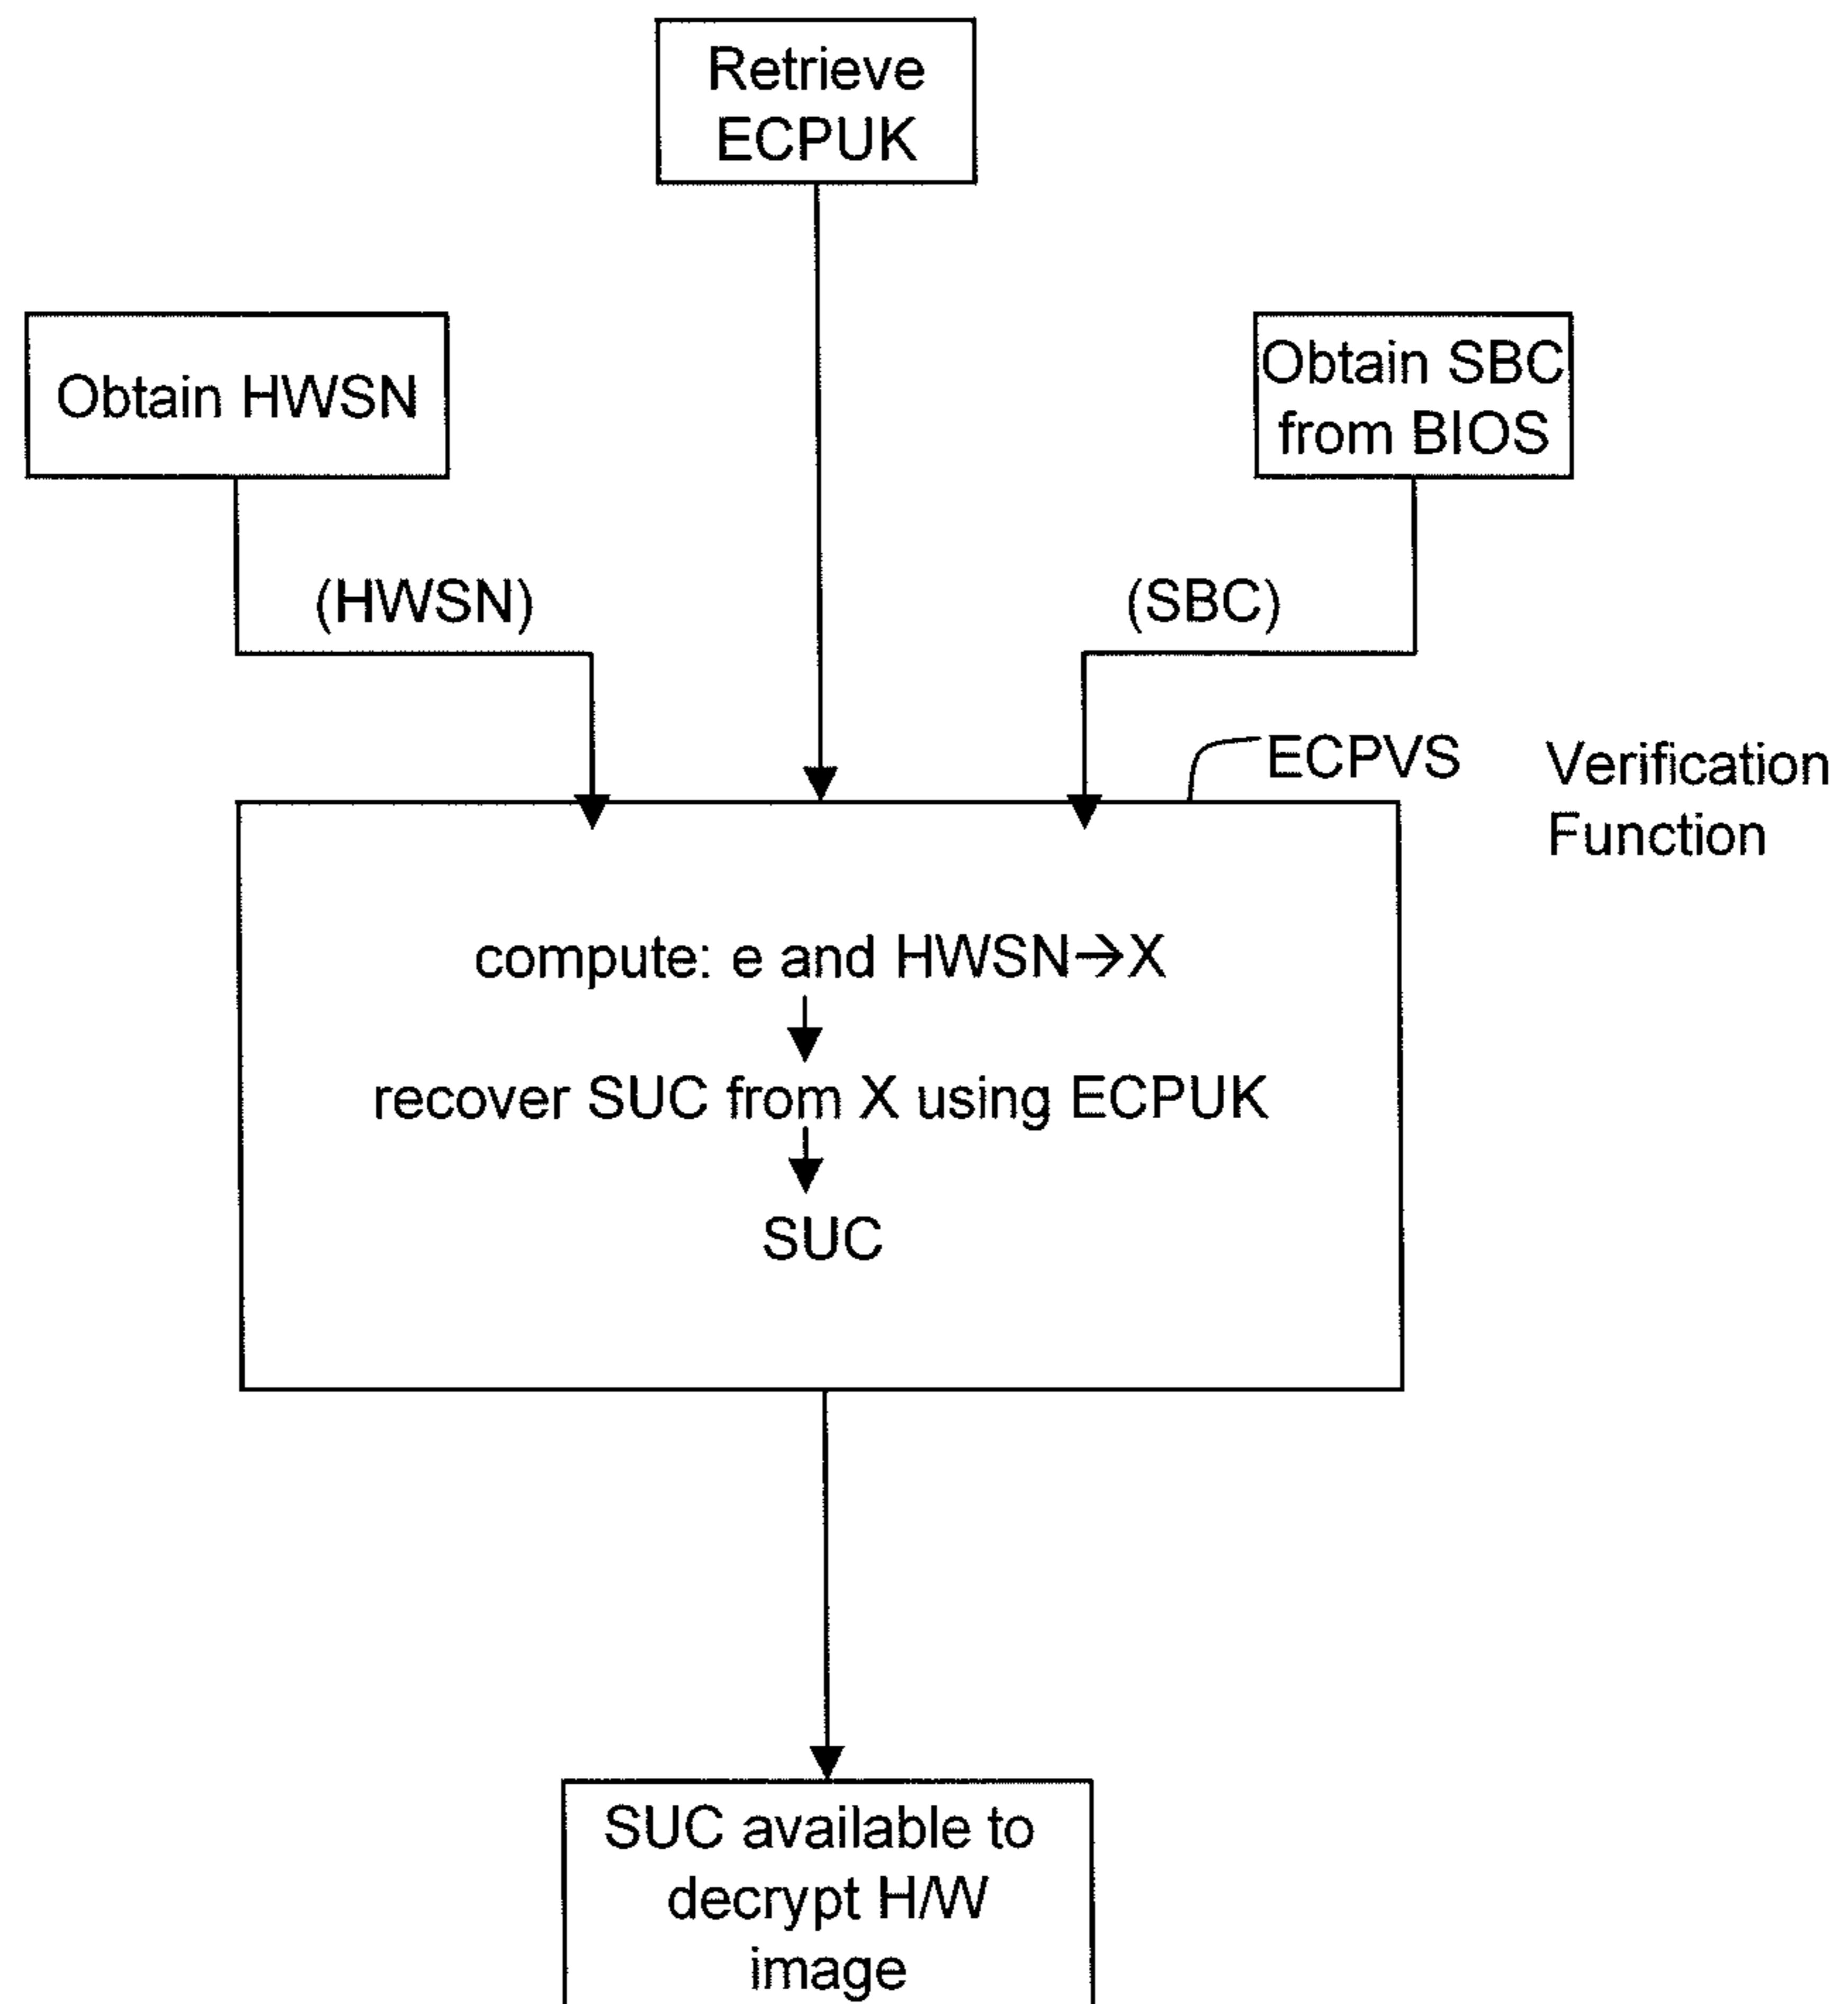 Retrieve
ECPUK
Obtain HWSN
Obtain SBC
from BIOS
(HWSN)
(SBC)
ECPVS
Verification
Function
compute: e and HWSN→X
recover SUC from X using ECPUK
SUC
SUC available to
decrypt H/W
image